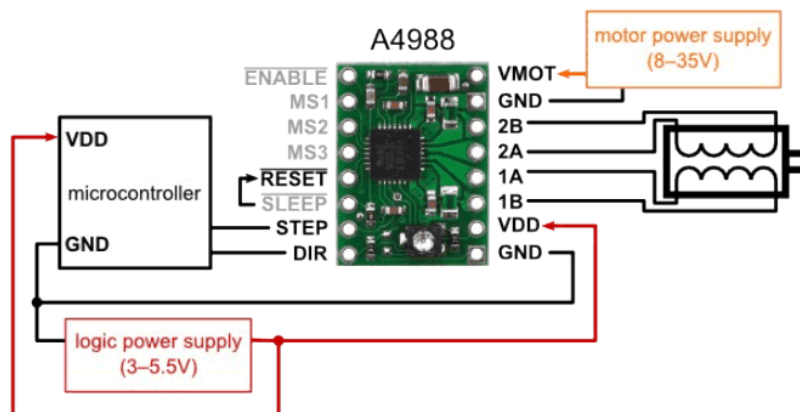 A4988
motor power supply
(8–35V)
ENABLE
MS1
MS2
MS3
RESET
SLEEP
STEP
DIR
VMOT
GND
2B
2A
1A
1B
VDD
GND
VDD
microcontroller
GND
logic power supply
(3–5.5V)